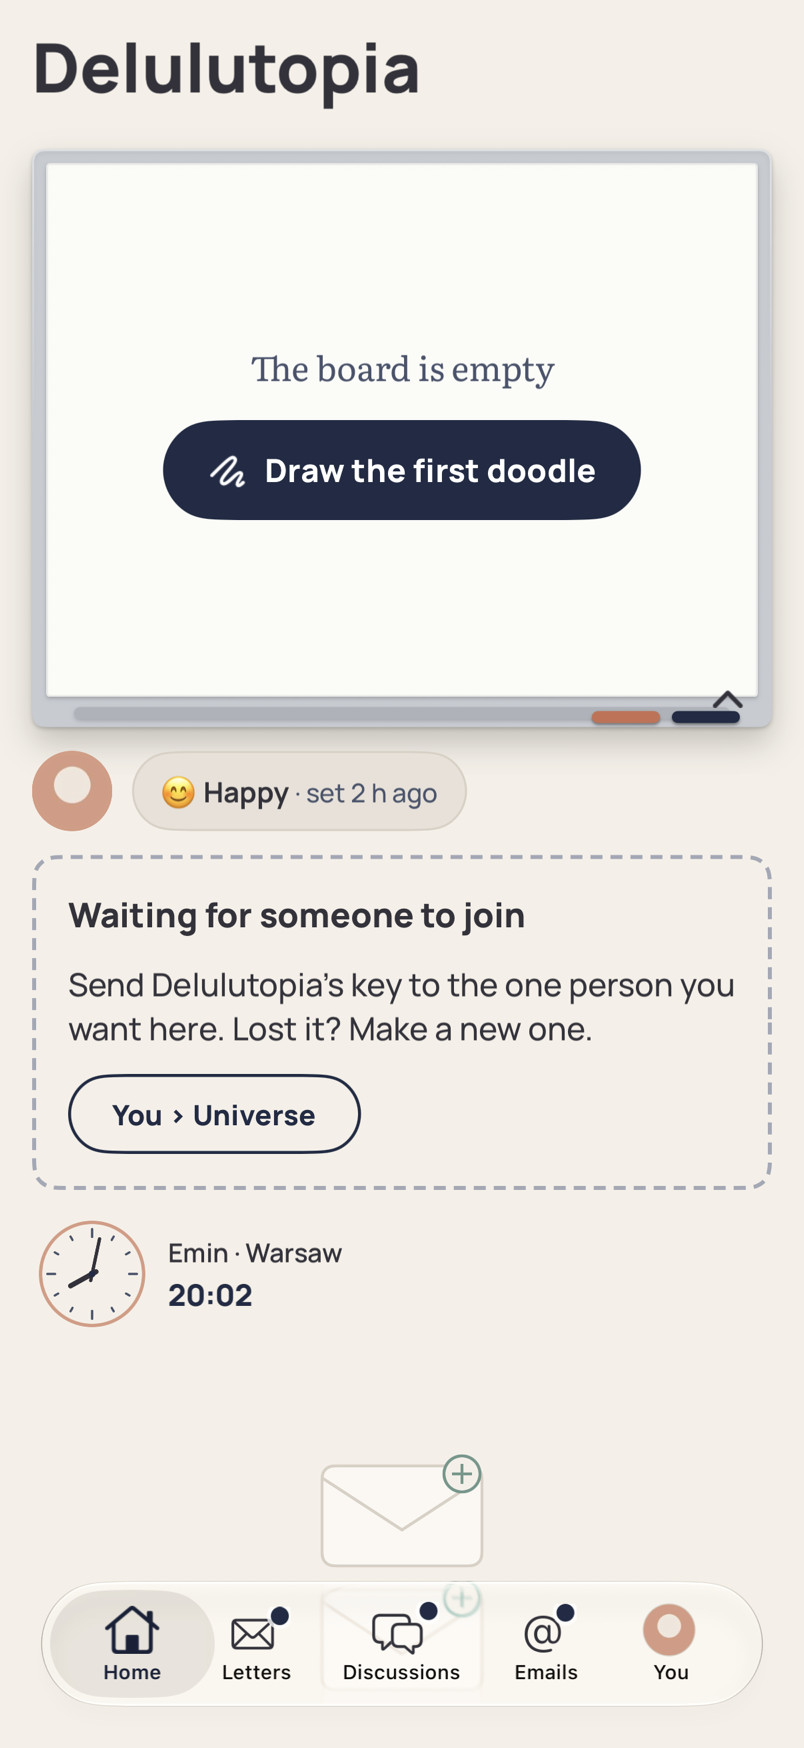 Delulutopia
The board is empty
Draw the first doodle
😊 Happy · set 2 h ago
Waiting for someone to join
Send Delulutopia’s key to the one person you
want here. Lost it? Make a new one.
You › Universe
Emin · Warsaw
20:02
Home
Letters
Discussions
@
Emails
You